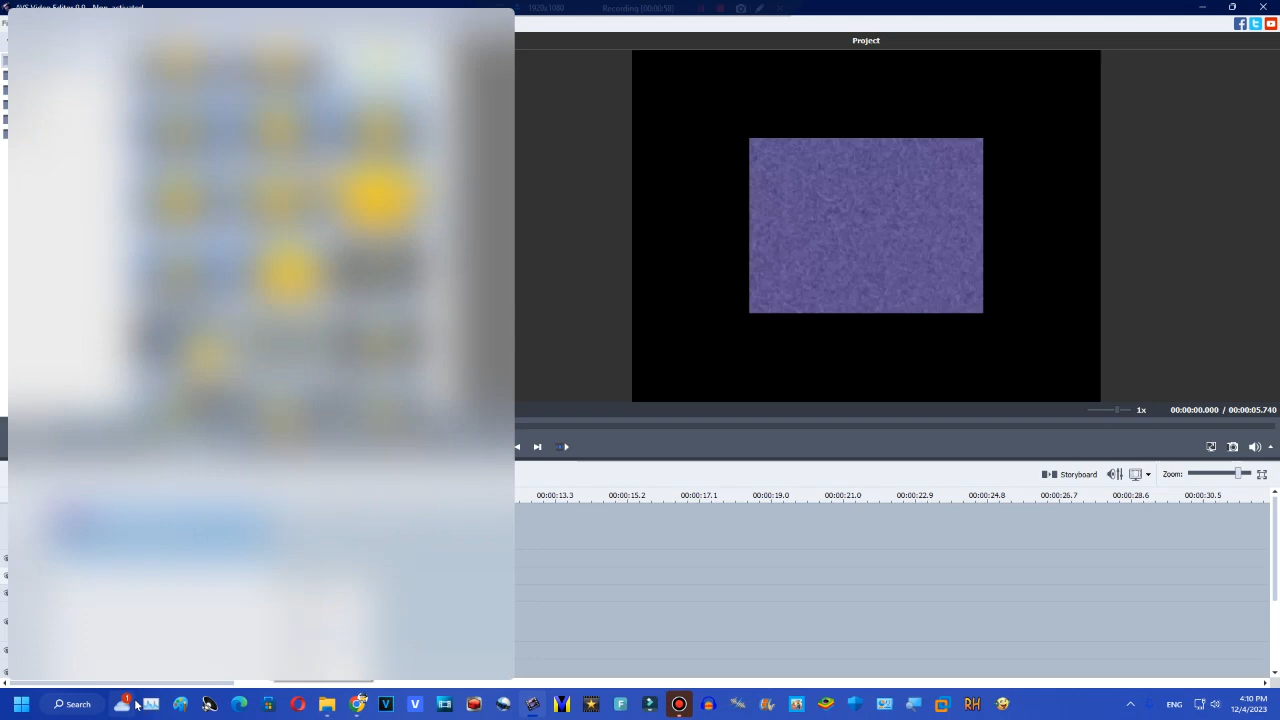 AVS Video Editor 9.9 - Non-activated.
1920x1080
Recording [00:00:58]
Project
1x
00:00:00.000 / 00:00:05.740
Storyboard
Zoom:
00:00:13.3 00:00:15.2 00:00:17.1 00:00:19.0 00:00:21.0 00:00:22.9 00:00:24.8 00:00:26.7 00:00:28.6 00:00:30.5
Search
1
ENG
4:10 PM
12/4/2023